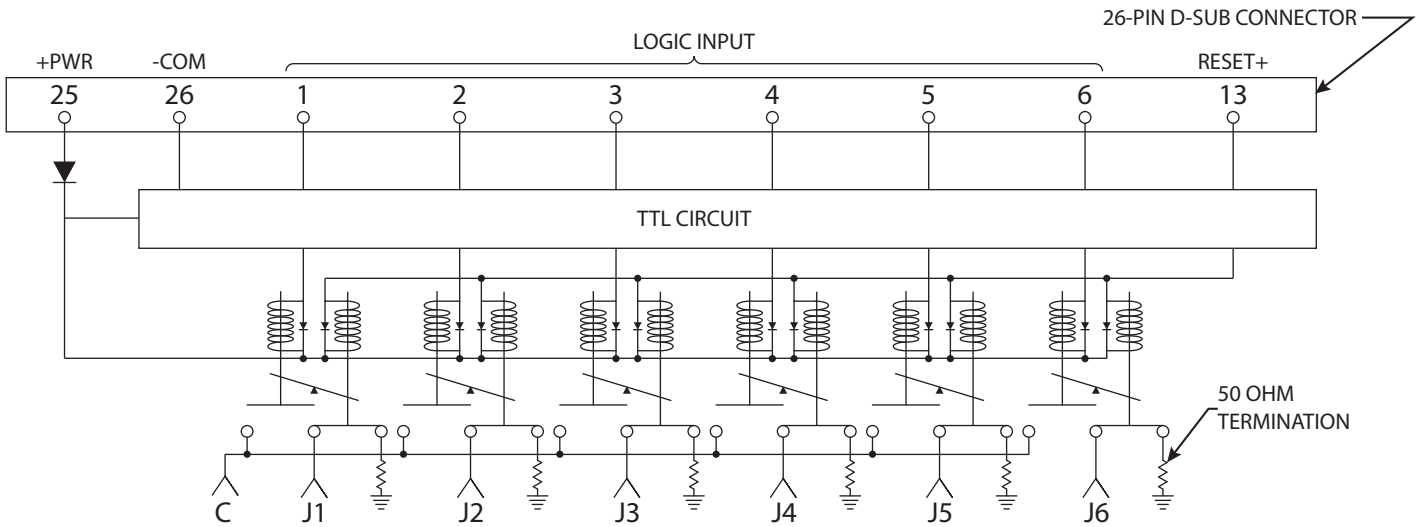 26-PIN D-SUB CONNECTOR
LOGIC INPUT
+PWR -COM RESET+
25 26 1 2 3 4 5 6 13
TTL CIRCUIT
50 OHM
TERMINATION
C J1 J2 J3 J4 J5 J6